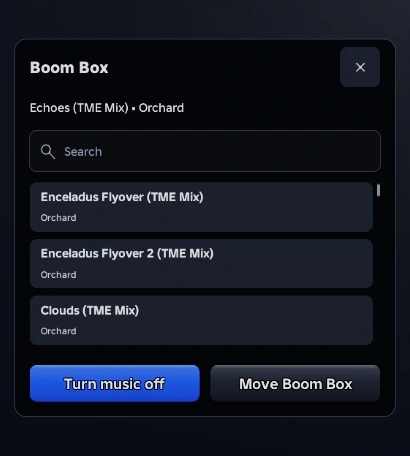 Boom Box
Echoes (TME Mix) • Orchard
Search
Enceladus Flyover (TME Mix)
Orchard
Enceladus Flyover 2 (TME Mix)
Orchard
Clouds (TME Mix)
Orchard
Turn music off
Move Boom Box